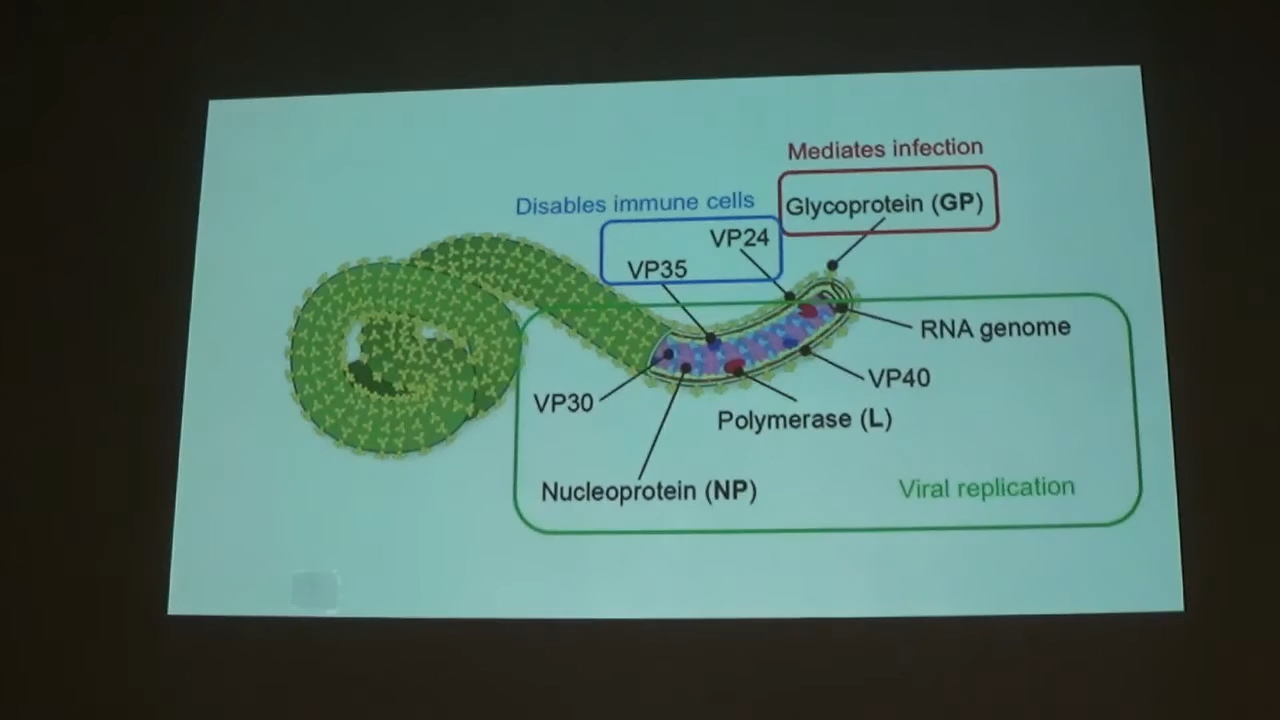 Mediates infection
Glycoprotein (GP)
Disables immune cells
VP24
VP35
RNA genome
VP40
VP30
Polymerase (L)
Nucleoprotein (NP)
Viral replication